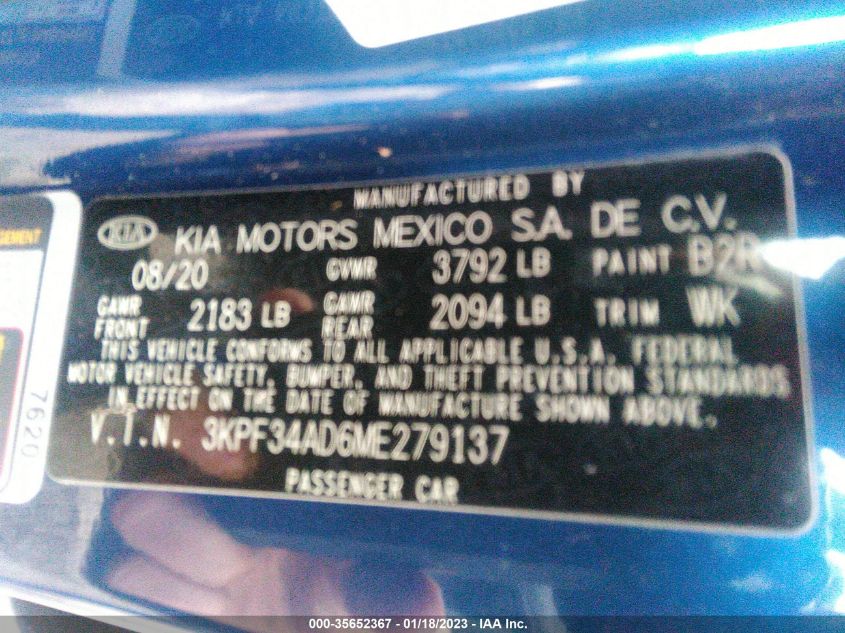 MANUFACTURED BY
KIA KIA MOTORS MEXICO S.A. DE C.V.
08/20 GVWR 3792 LB PAINT B2R
GAWR FRONT 2183 LB GAWR REAR 2094 LB TRIM WK
THIS VEHICLE CONFORMS TO ALL APPLICABLE U.S.A. FEDERAL
MOTOR VEHICLE SAFETY, BUMPER, AND THEFT PREVENTION STANDARDS
IN EFFECT ON THE DATE OF MANUFACTURE SHOWN ABOVE.
V.I.N. 3KPF34AD6ME279137
PASSENGER CAR
7620
000-35652367 - 01/18/2023 - IAA Inc.